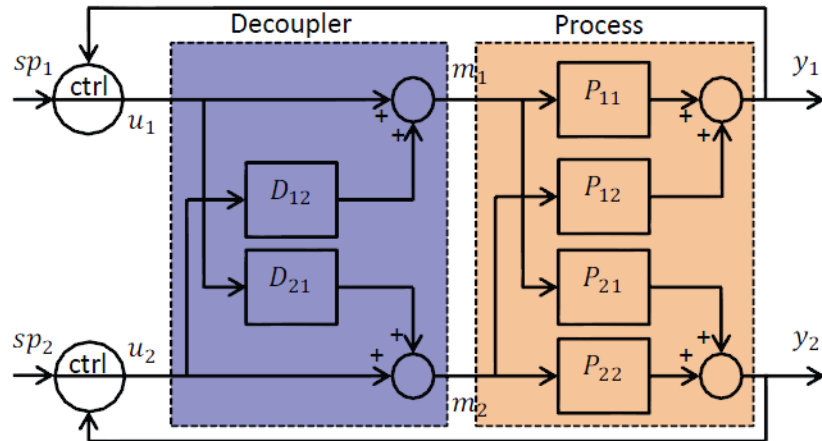 Decoupler
Process
sp₁
ctrl
u₁
+
+
m₁
P₁₁
+
+
y₁
D₁₂
P₁₂
D₂₁
P₂₁
sp₂
ctrl
u₂
+
+
m₂
P₂₂
+
+
y₂